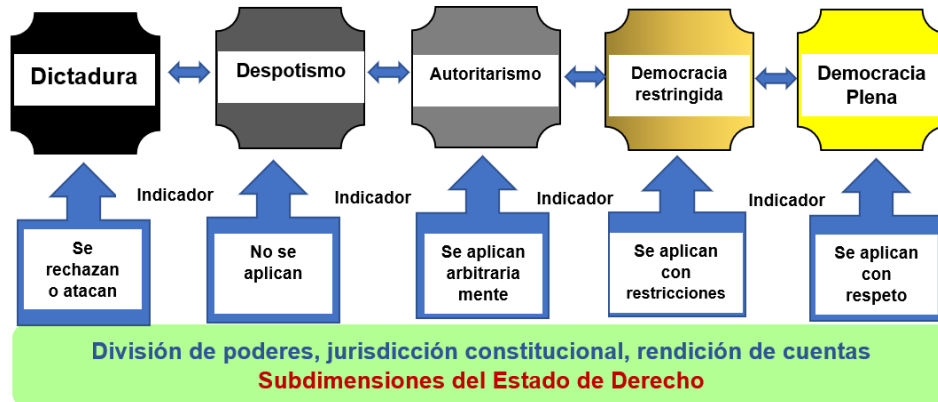 Dictadura
Despotismo
Autoritarismo
Democracia
restringida
Democracia
Plena
Indicador
Indicador
Indicador
Indicador
Se
rechazan
o atacan
No se
aplican
Se aplican
arbitraria
mente
Se aplican
con
restricciones
Se aplican
con
respeto
División de poderes, jurisdicción constitucional, rendición de cuentas
Subdimensiones del Estado de Derecho